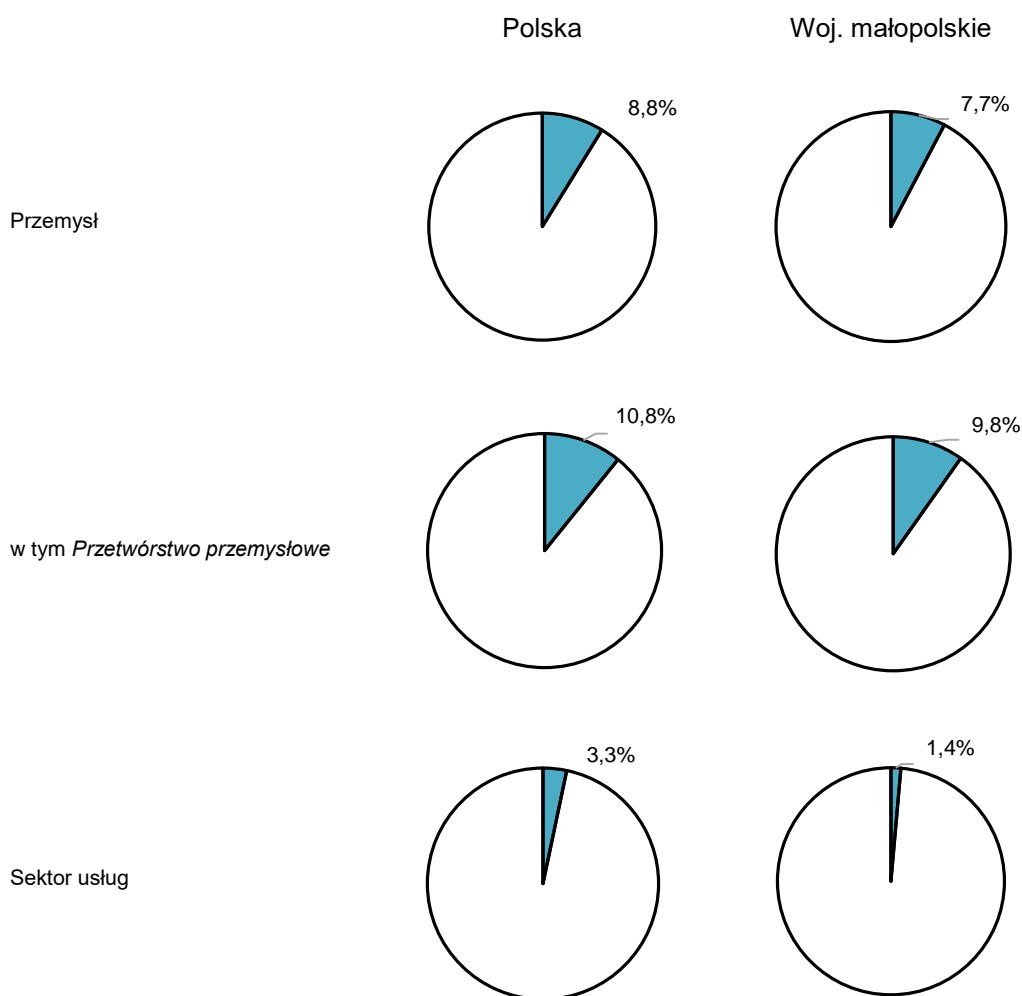 Polska Woj. małopolskie
8,8% 7,7%
Przemysł
10,8% 9,8%
w tym Przetwórstwo przemysłowe
3,3% 1,4%
Sektor usług